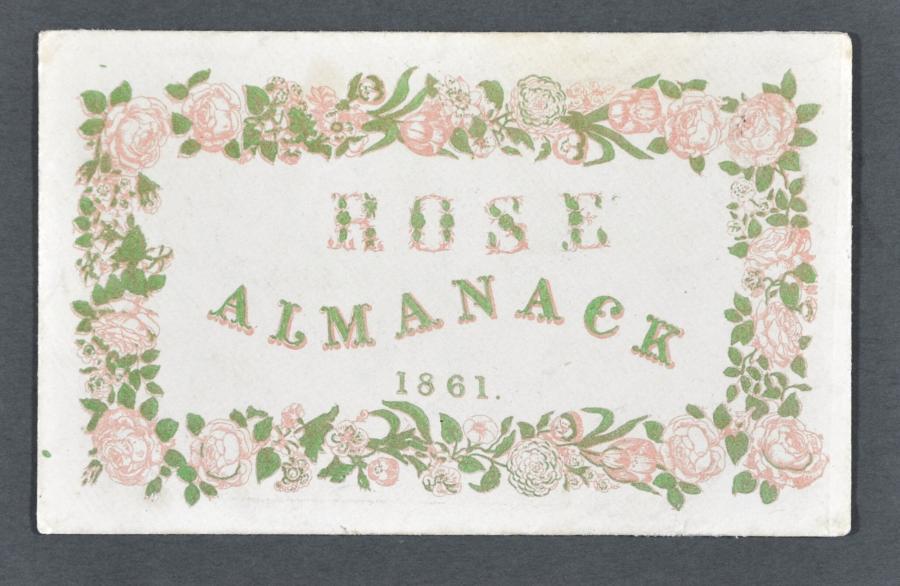 ROSE
ALMANACK
1861.